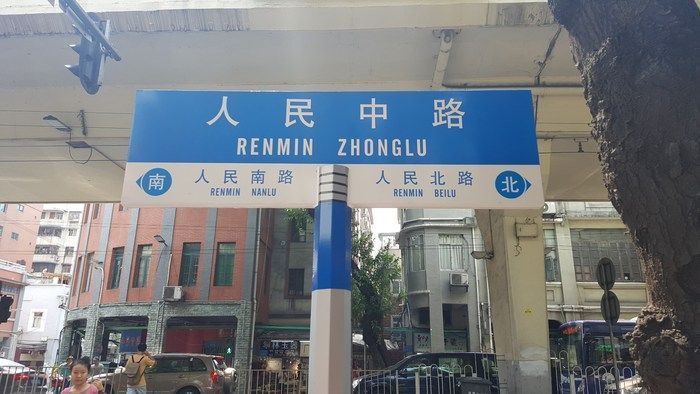 人民中路
RENMIN ZHONGLU
南 人民南路 人民北路 北
RENMIN NANLU RENMIN BEILU